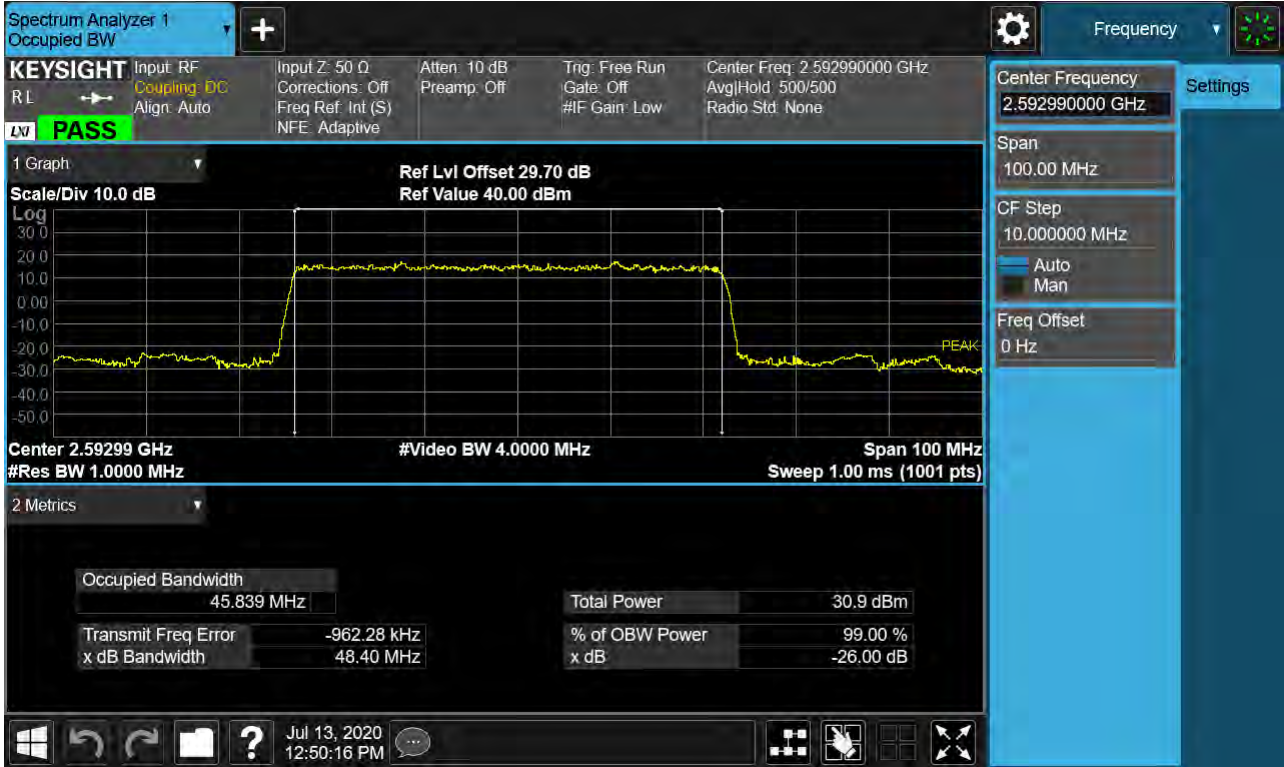 Spectrum Analyzer 1
Occupied BW
+
Frequency
KEYSIGHT
RL
LXI PASS
Input: RF
Coupling: DC
Align: Auto
Input Z: 50 Ω
Corrections: Off
Freq Ref: Int (S)
NFE: Adaptive
Atten: 10 dB
Preamp: Off
Trig: Free Run
Gate: Off
#IF Gain: Low
Center Freq: 2.592990000 GHz
Avg|Hold: 500/500
Radio Std: None
Center Frequency
2.592990000 GHz
Settings
Span
100.00 MHz
CF Step
10.000000 MHz
Auto
Man
Freq Offset
0 Hz
1 Graph
Ref Lvl Offset 29.70 dB
Scale/Div 10.0 dB
Ref Value 40.00 dBm
Log
30.0
20.0
10.0
0.00
-10.0
-20.0
-30.0
-40.0
-50.0
PEAK
Center 2.59299 GHz
#Video BW 4.0000 MHz
Span 100 MHz
#Res BW 1.0000 MHz
Sweep 1.00 ms (1001 pts)
2 Metrics
Occupied Bandwidth
45.839 MHz
Total Power 30.9 dBm
Transmit Freq Error -962.28 kHz
% of OBW Power 99.00 %
x dB Bandwidth 48.40 MHz
x dB -26.00 dB
?
Jul 13, 2020
12:50:16 PM